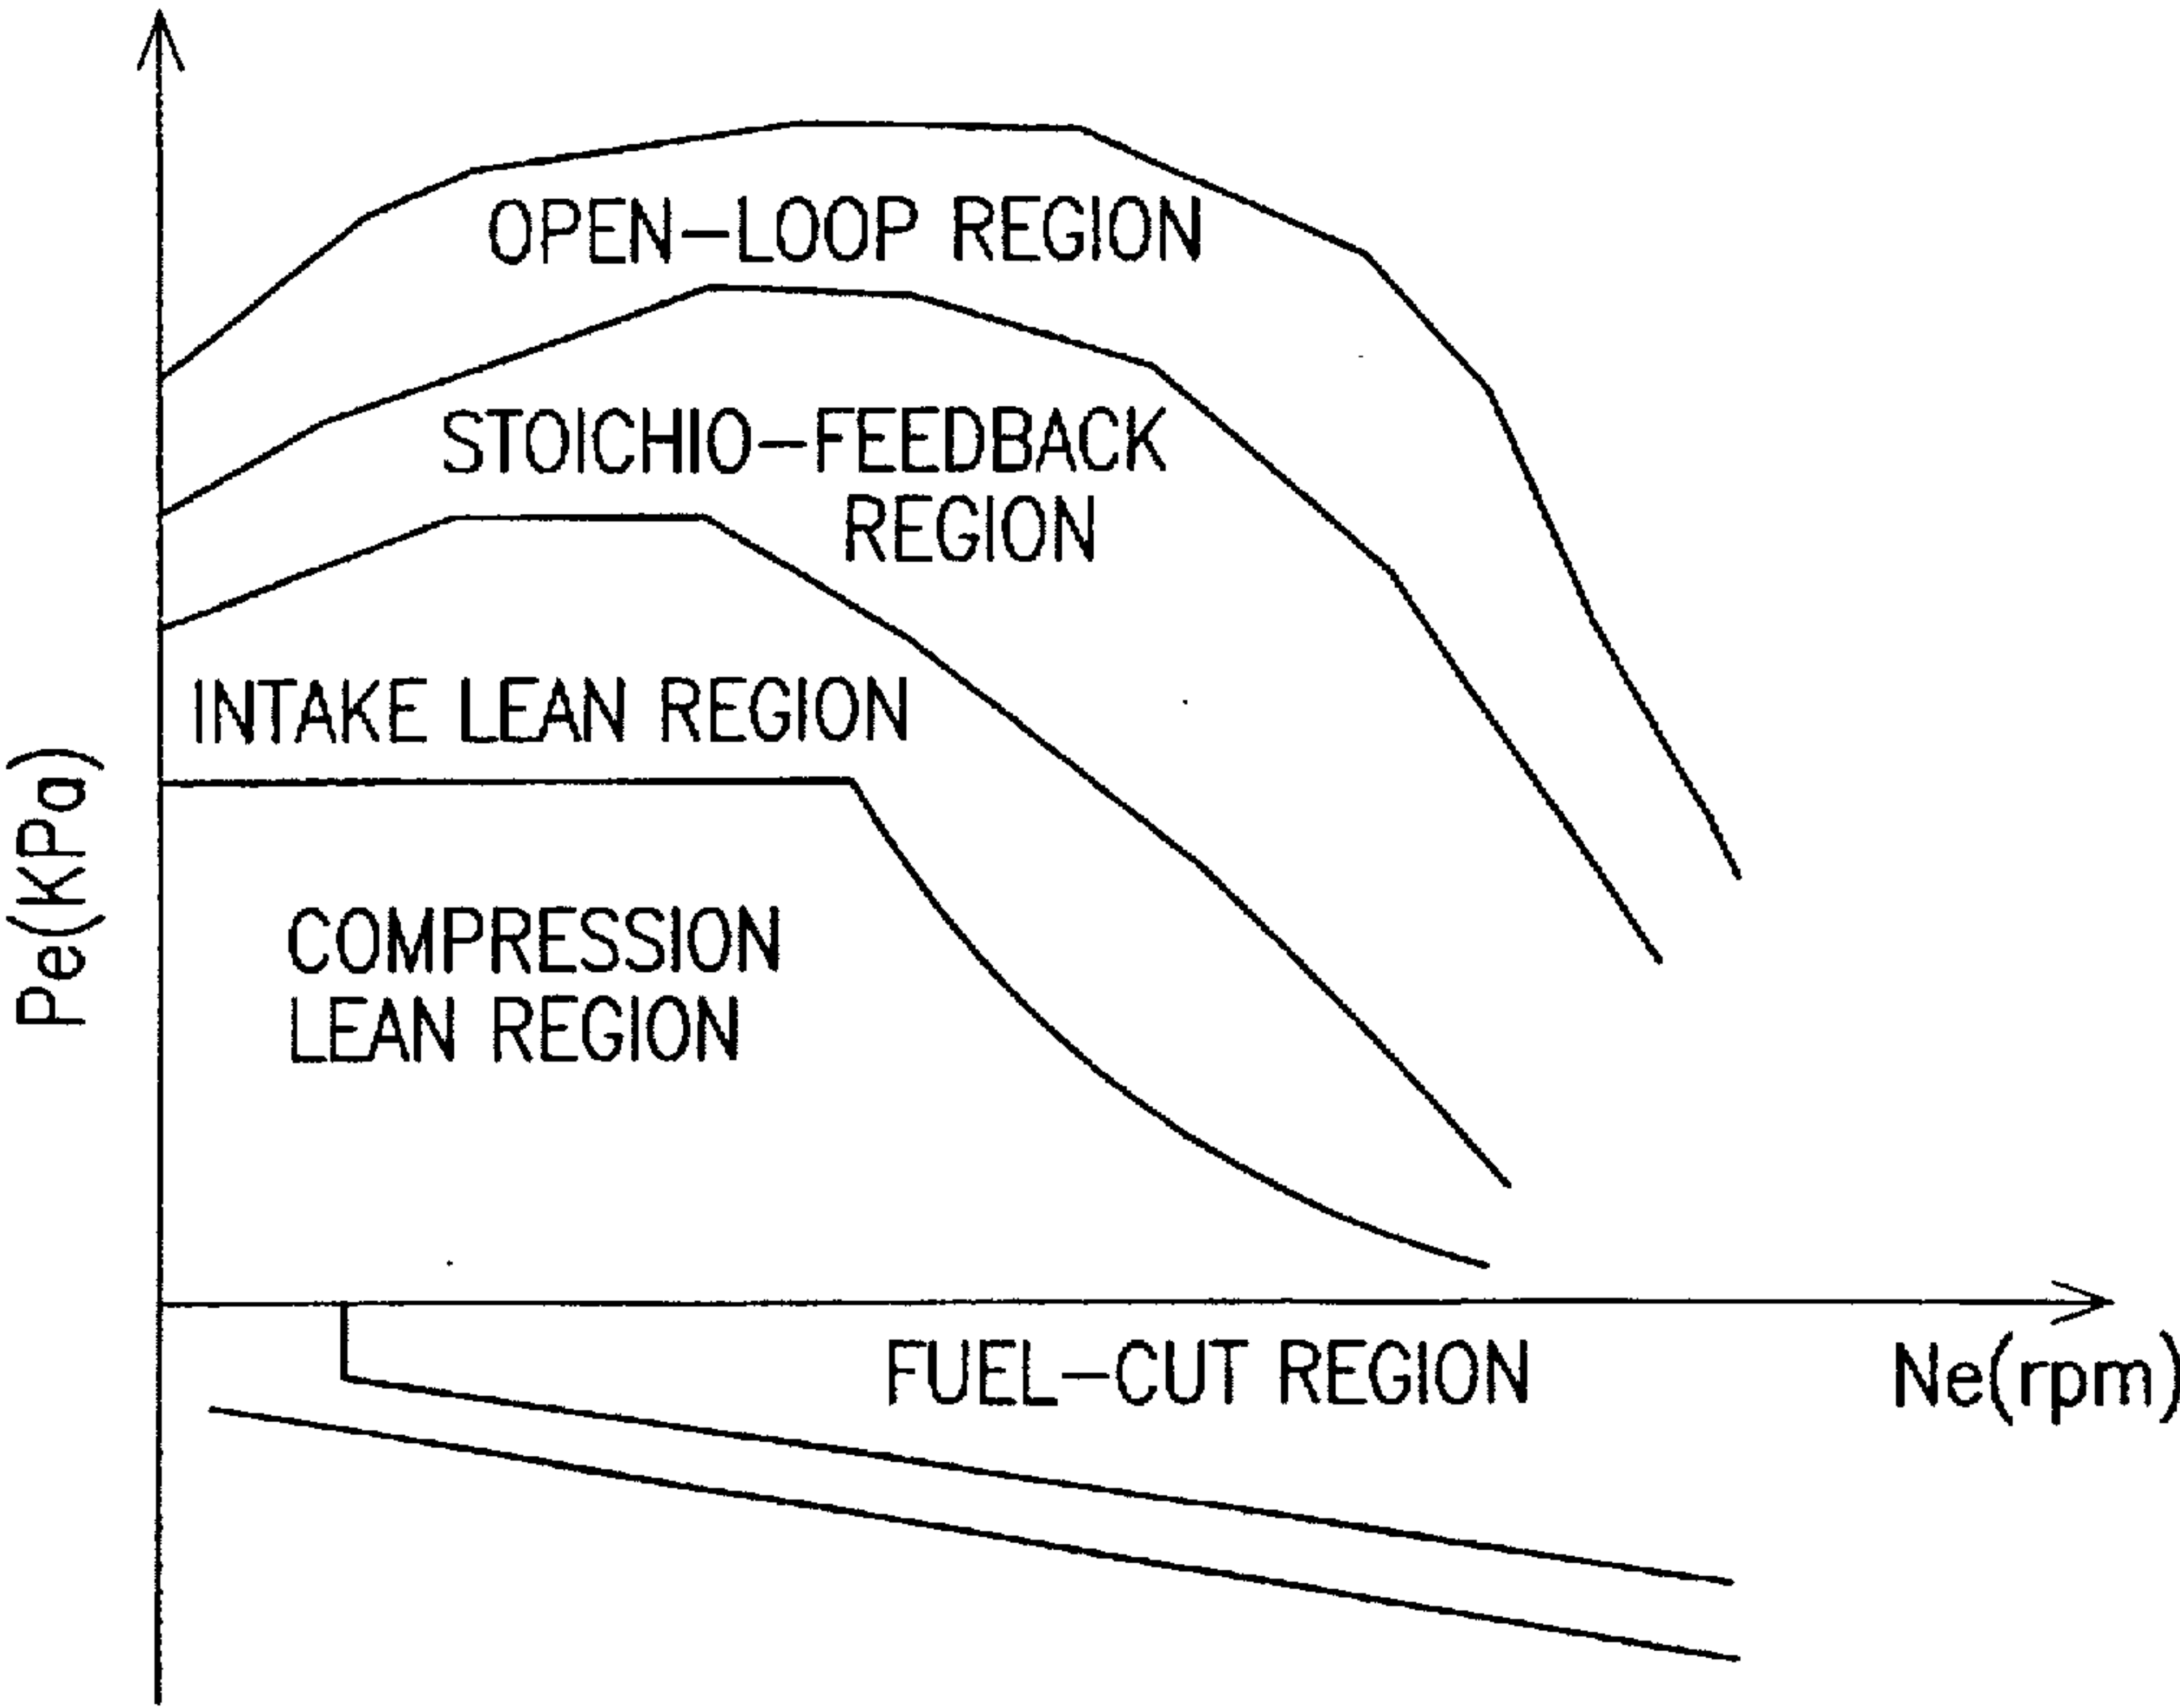 OPEN-LOOP REGION
STOICHIO-FEEDBACK
REGION
INTAKE LEAN REGION
Pe(KPa)
COMPRESSION
LEAN REGION
FUEL-CUT REGION
Ne(rpm)